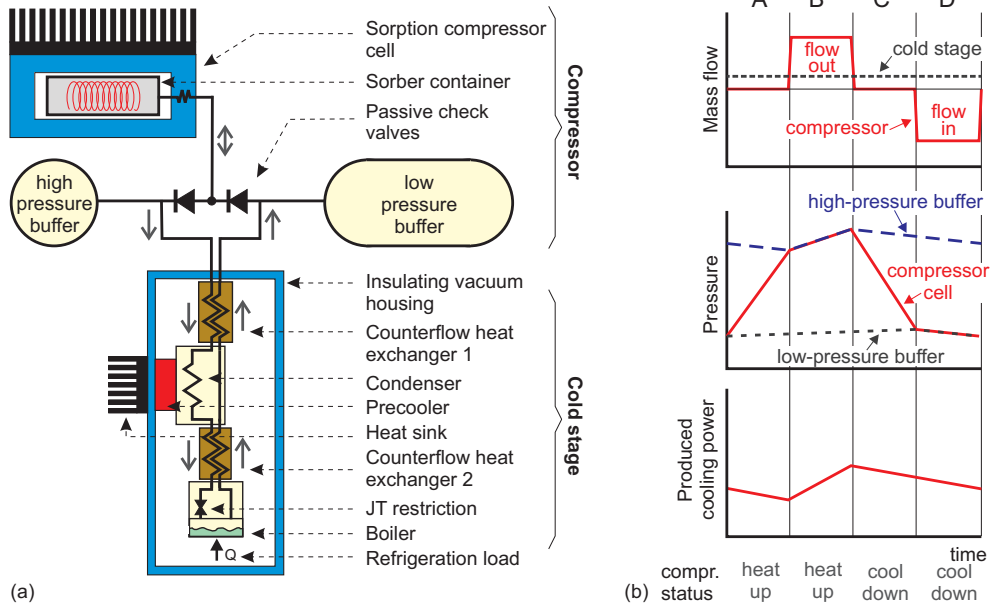 Sorption compressor
cell
Sorber container
Passive check
valves
Compressor
high
pressure
buffer
low
pressure
buffer
Insulating vacuum
housing
Counterflow heat
exchanger 1
Condenser
Precooler
Heat sink
Counterflow heat
exchanger 2
JT restriction
Boiler
Q
Refrigeration load
Cold stage
(a)
A B C D
Mass flow
flow
out
cold stage
compressor
flow
in
Pressure
high-pressure buffer
compressor
cell
low-pressure buffer
Produced
cooling power
time
(b)
compr.
status
heat
up
heat
up
cool
down
cool
down